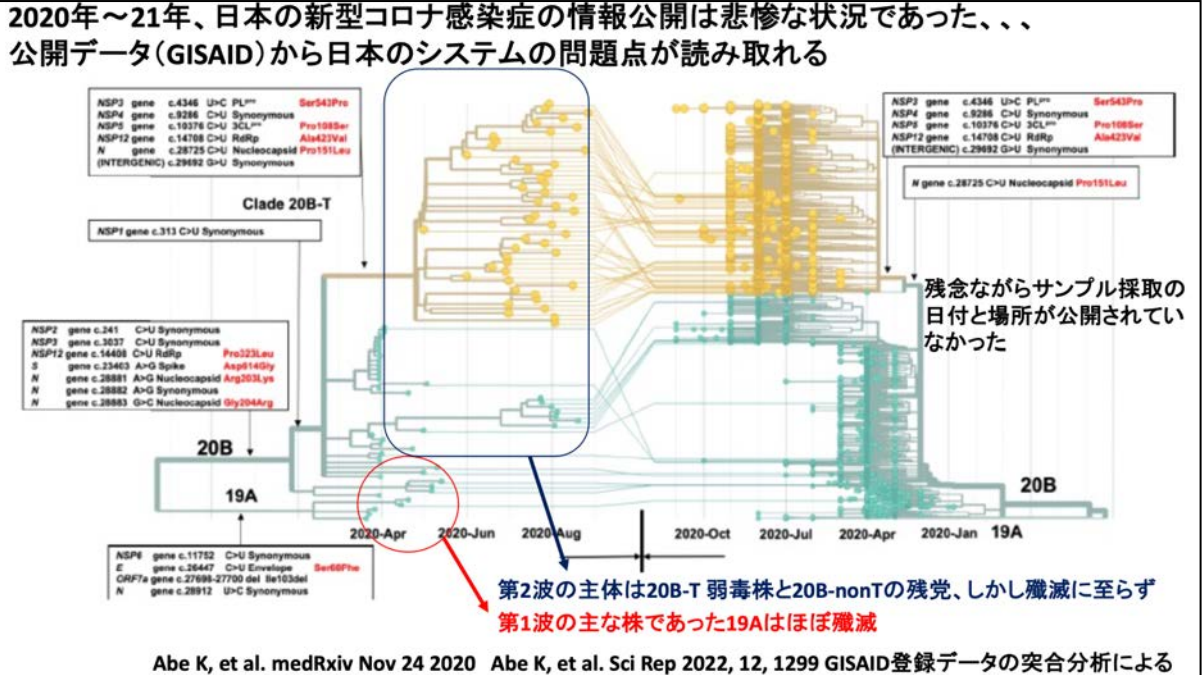 2020年~21年、日本の新型コロナ感染症の情報公開は悲惨な状況であった、、、
公開データ(GISAID)から日本のシステムの問題点が読み取れる
NSP3 gene c.4346 U>C PLpro Ser543Pro
NSP4 gene c.9286 C>U Synonymous
NSP5 gene c.10376 C>U 3CLpro Pro108Ser
NSP12 gene c.14708 C>U RdRp Ala423Val
N gene c.28725 C>U Nucleocapsid Pro151Leu
(INTERGENIC) c.29692 G>U Synonymous
Clade 20B-T
NSP1 gene c.313 C>U Synonymous
NSP2 gene c.241 C>U Synonymous
NSP3 gene c.3037 C>U Synonymous
NSP12 gene c.14408 C>U RdRp Pro323Leu
S gene c.23403 A>G Spike Asp614Gly
N gene c.28881 A>G Nucleocapsid Arg203Lys
N gene c.28882 A>G Synonymous
N gene c.28883 G>C Nucleocapsid Gly204Arg
20B
19A
NSP6 gene c.11752 C>U Synonymous
E gene c.26447 C>U Envelope Ser68Phe
ORF7a gene c.27698-27700 del Ile103del
N gene c.28912 U>C Synonymous
NSP3 gene c.4346 U>C PLpro Ser543Pro
NSP4 gene c.9286 C>U Synonymous
NSP5 gene c.10376 C>U 3CLpro Pro108Ser
NSP12 gene c.14708 C>U RdRp Ala423Val
(INTERGENIC) c.29692 G>U Synonymous
N gene c.28725 C>U Nucleocapsid Pro151Leu
残念ながらサンプル採取の
日付と場所が公開されてい
なかった
20B
19A
2020-Apr 2020-Jun 2020-Aug 2020-Oct 2020-Jul 2020-Apr 2020-Jan
第2波の主体は20B-T 弱毒株と20B-nonTの残党、しかし殲滅に至らず
第1波の主な株であった19Aはほぼ殲滅
Abe K, et al. medRxiv Nov 24 2020 Abe K, et al. Sci Rep 2022, 12, 1299 GISAID登録データの突合分析による